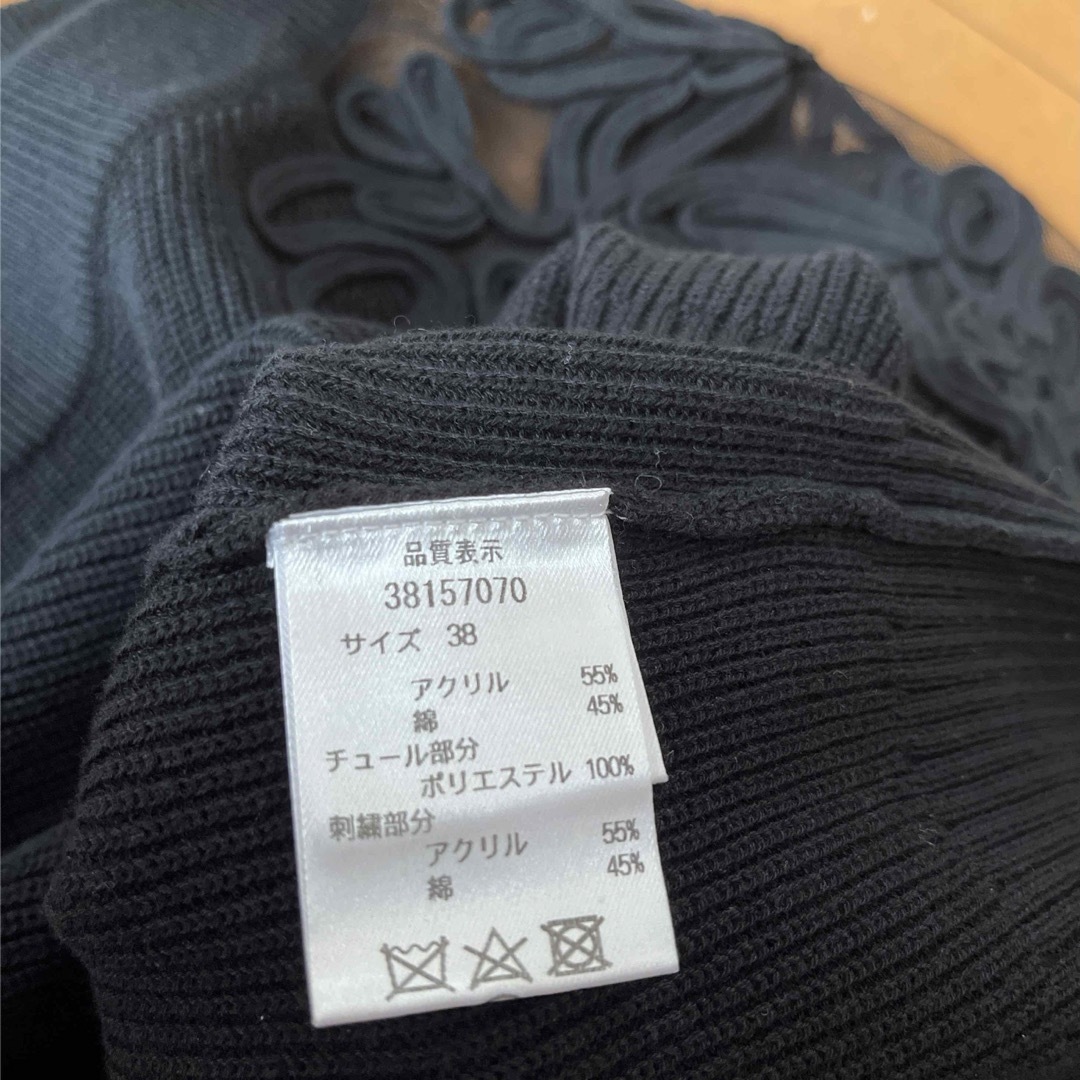 品質表示
38157070
サイズ 38
アクリル 55%
綿 45%
チュール部分
ポリエステル 100%
刺繍部分
アクリル 55%
綿 45%